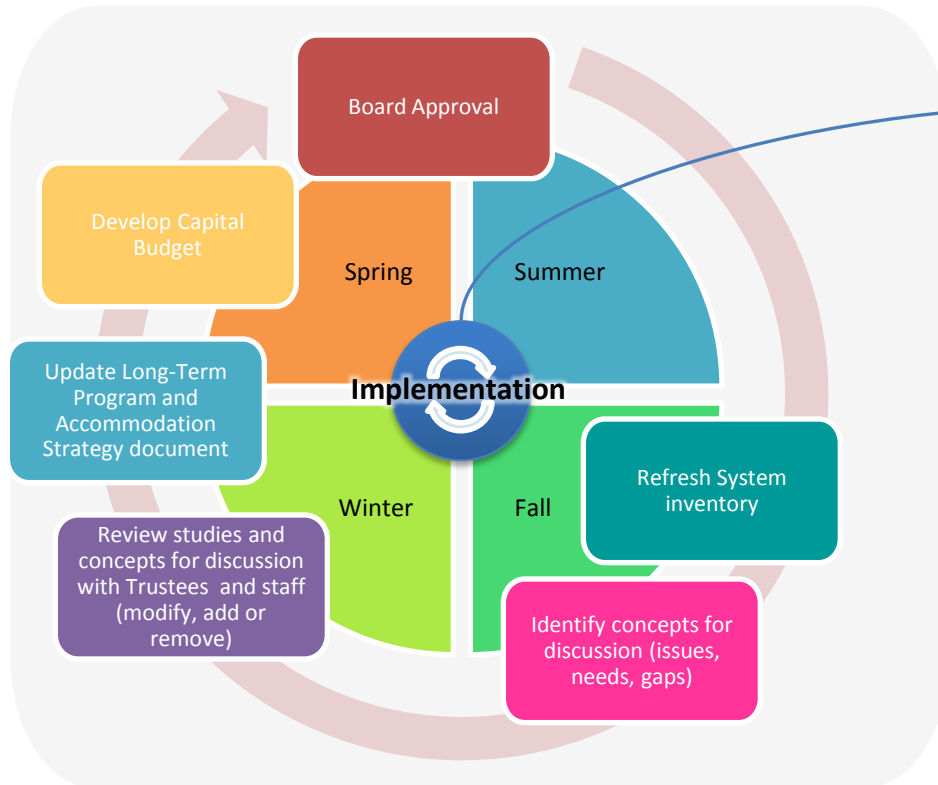 Board Approval
Develop Capital
Budget
Spring
Summer
Update Long-Term
Program and
Accommodation
Strategy document
Implementation
Winter
Fall
Refresh System
inventory
Review studies and
concepts for discussion
with Trustees and staff
(modify, add or
remove)
Identify concepts for
discussion (issues,
needs, gaps)